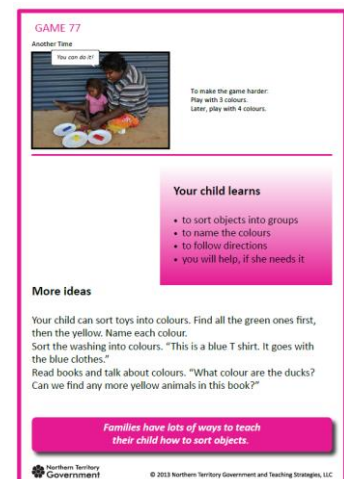 GAME 77
Another Time
You can do it!
To make the game harder:
Play with 3 colours.
Later, play with 4 colours.
Your child learns
• to sort objects into groups
• to name the colours
• to follow directions
• you will help, if she needs it
More ideas
Your child can sort toys into colours. Find all the green ones first,
then the yellow. Name each colour.
Sort the washing into colours. “This is a blue T shirt. It goes with
the blue clothes.”
Read books and talk about colours. “What colour are the ducks?
Can we find any more yellow animals in this book?”
Families have lots of ways to teach
their child how to sort objects.
Northern Territory
Government
© 2013 Northern Territory Government and Teaching Strategies, LLC